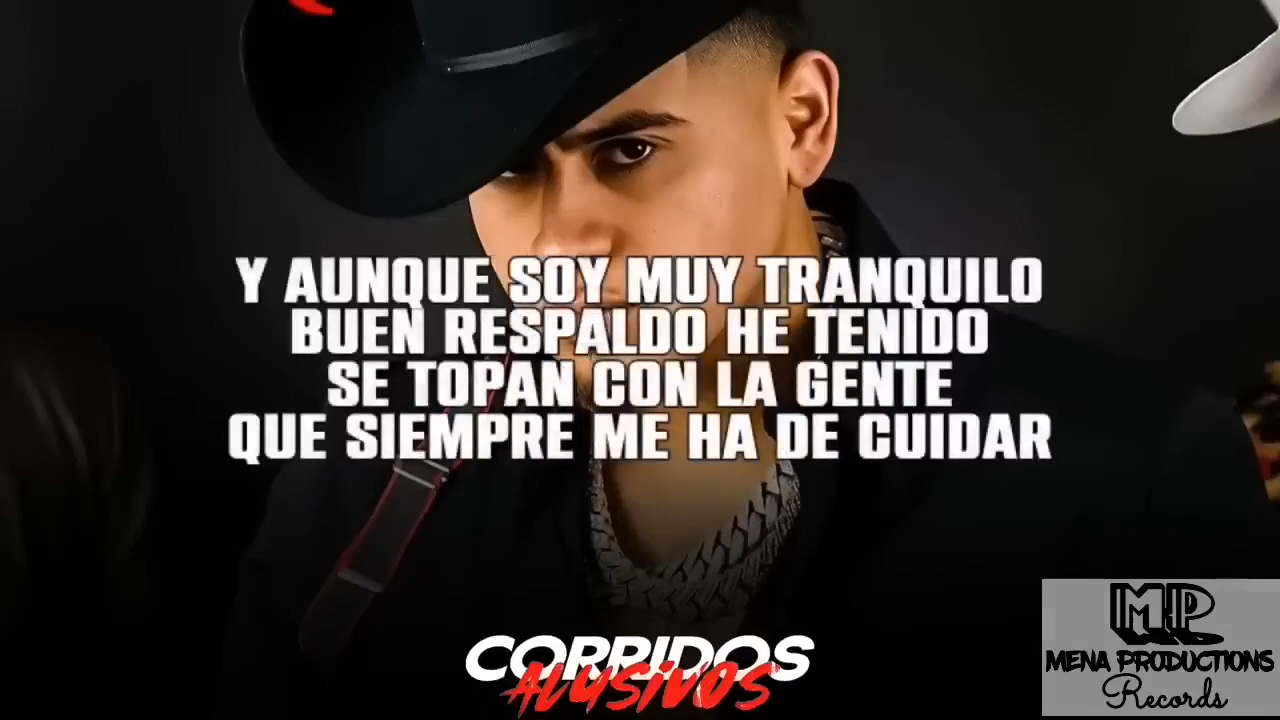 Y AUNQUE SOY MUY TRANQUILO
BUEN RESPALDO HE TENIDO
SE TOPAN CON LA GENTE
QUE SIEMPRE ME HA DE CUIDAR
CORRIDOS
ALUSIVOS
MP
MENA PRODUCTIONS
Records